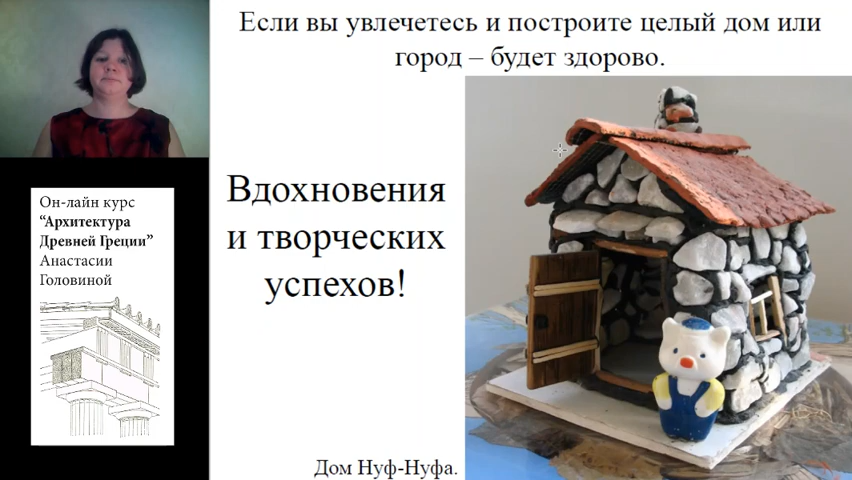 Если вы увлечетесь и построите целый дом или
город – будет здорово.
Вдохновения
и творческих
успехов!
Он-лайн курс
“Архитектура
Древней Греции”
Анастасии
Головиной
Дом Нуф-Нуфа.